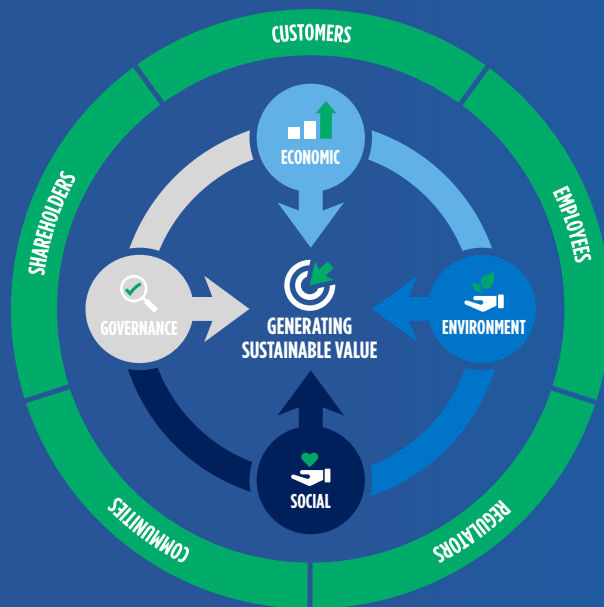 CUSTOMERS
SHAREHOLDERS
EMPLOYEES
ECONOMIC
GOVERNANCE
GENERATING
SUSTAINABLE VALUE
ENVIRONMENT
SOCIAL
COMMUNITIES
REGULATORS